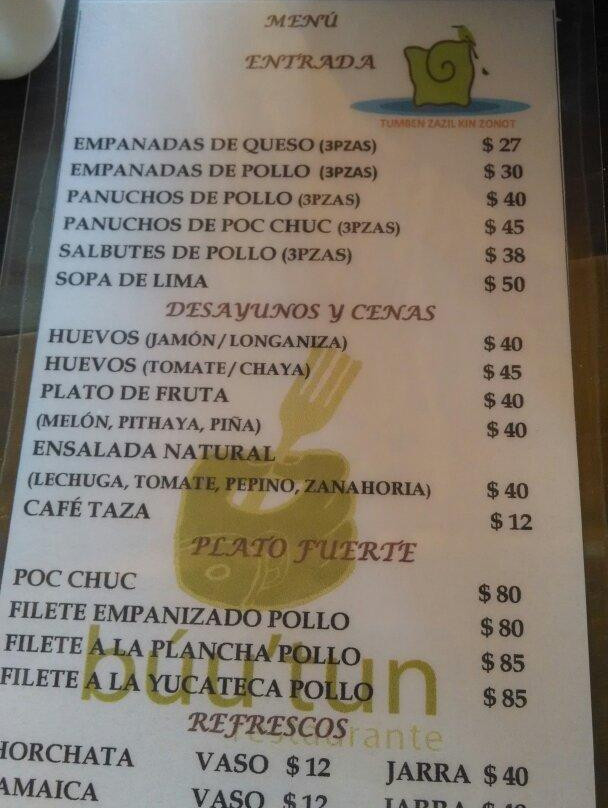 MENÚ
ENTRADA
TUMBEN ZAZIL KIN ZONOT
EMPANADAS DE QUESO (3PZAS) $ 27
EMPANADAS DE POLLO (3PZAS) $ 30
PANUCHOS DE POLLO (3PZAS) $ 40
PANUCHOS DE POC CHUC (3PZAS) $ 45
SALBUTES DE POLLO (3PZAS) $ 38
SOPA DE LIMA $ 50
DESAYUNOS Y CENAS
HUEVOS (JAMÓN / LONGANIZA) $ 40
HUEVOS (TOMATE / CHAYA) $ 45
PLATO DE FRUTA $ 40
(MELÓN, PITHAYA, PIÑA) $ 40
ENSALADA NATURAL
(LECHUGA, TOMATE, PEPINO, ZANAHORIA) $ 40
CAFÉ TAZA $ 12
PLATO FUERTE
POC CHUC $ 80
FILETE EMPANIZADO POLLO $ 80
FILETE A LA PLANCHA POLLO $ 85
FILETE A LA YUCATECA POLLO $ 85
búu'tun
restaurante
REFRESCOS
HORCHATA VASO $ 12 JARRA $ 40
AMAICA VASO $ 12 JARRA